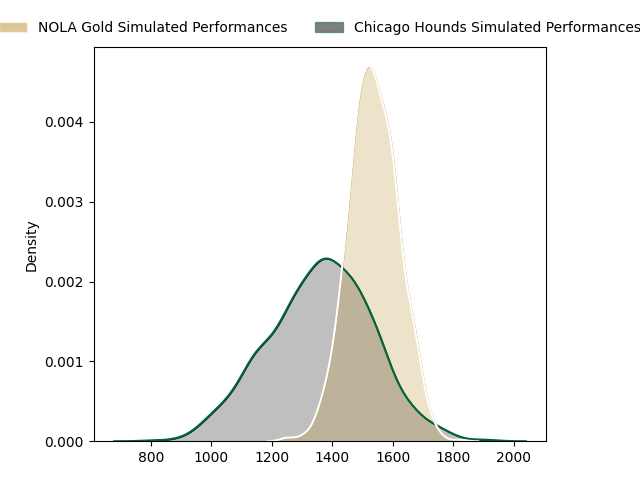 NOLA Gold Simulated Performances
Chicago Hounds Simulated Performances
Density
0.004
0.003
0.002
0.001
0.000
800 1000 1200 1400 1600 1800 2000